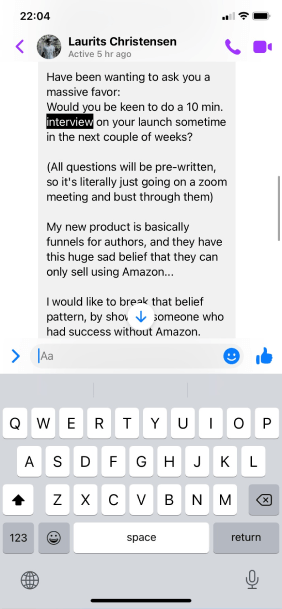 22:04
Laurits Christensen
Active 5 hr ago
Have been wanting to ask you a
massive favor:
Would you be keen to do a 10 min.
interview on your launch sometime
in the next couple of weeks?
(All questions will be pre-written,
so it's literally just going on a zoom
meeting and bust through them)
My new product is basically
funnels for authors, and they have
this huge sad belief that they can
only sell using Amazon...
I would like to break that belief
pattern, by someone who
had success without Amazon.
Aa
Q W E R T Y U I O P
A S D F G H J K L
Z X C V B N M
123 space return